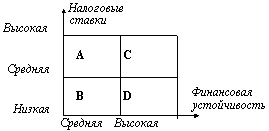 Налоговые
ставки
Высокая
A C
Средняя
B D
Финансовая
устойчивость
Низкая
Средняя Высокая